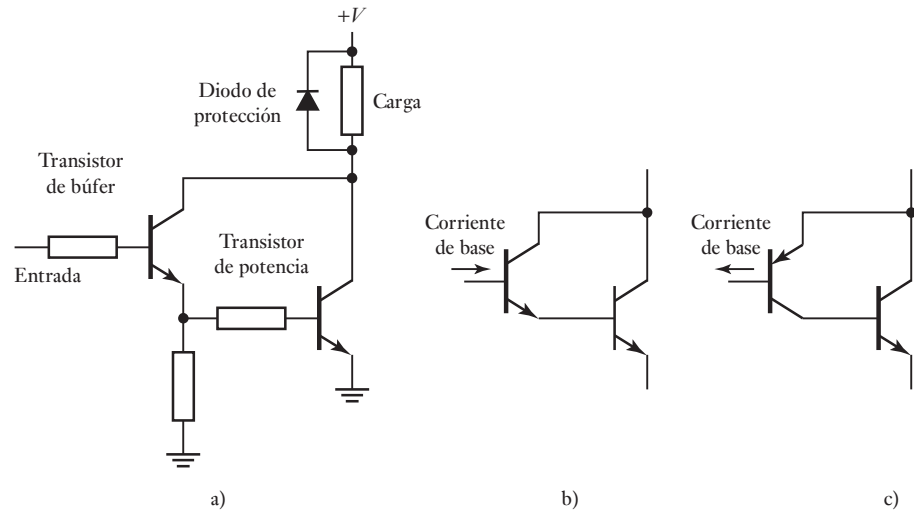 +V
Diodo de
protección
Carga
Transistor
de búfer
Entrada
Transistor
de potencia
Corriente
de base
Corriente
de base
a)
b)
c)